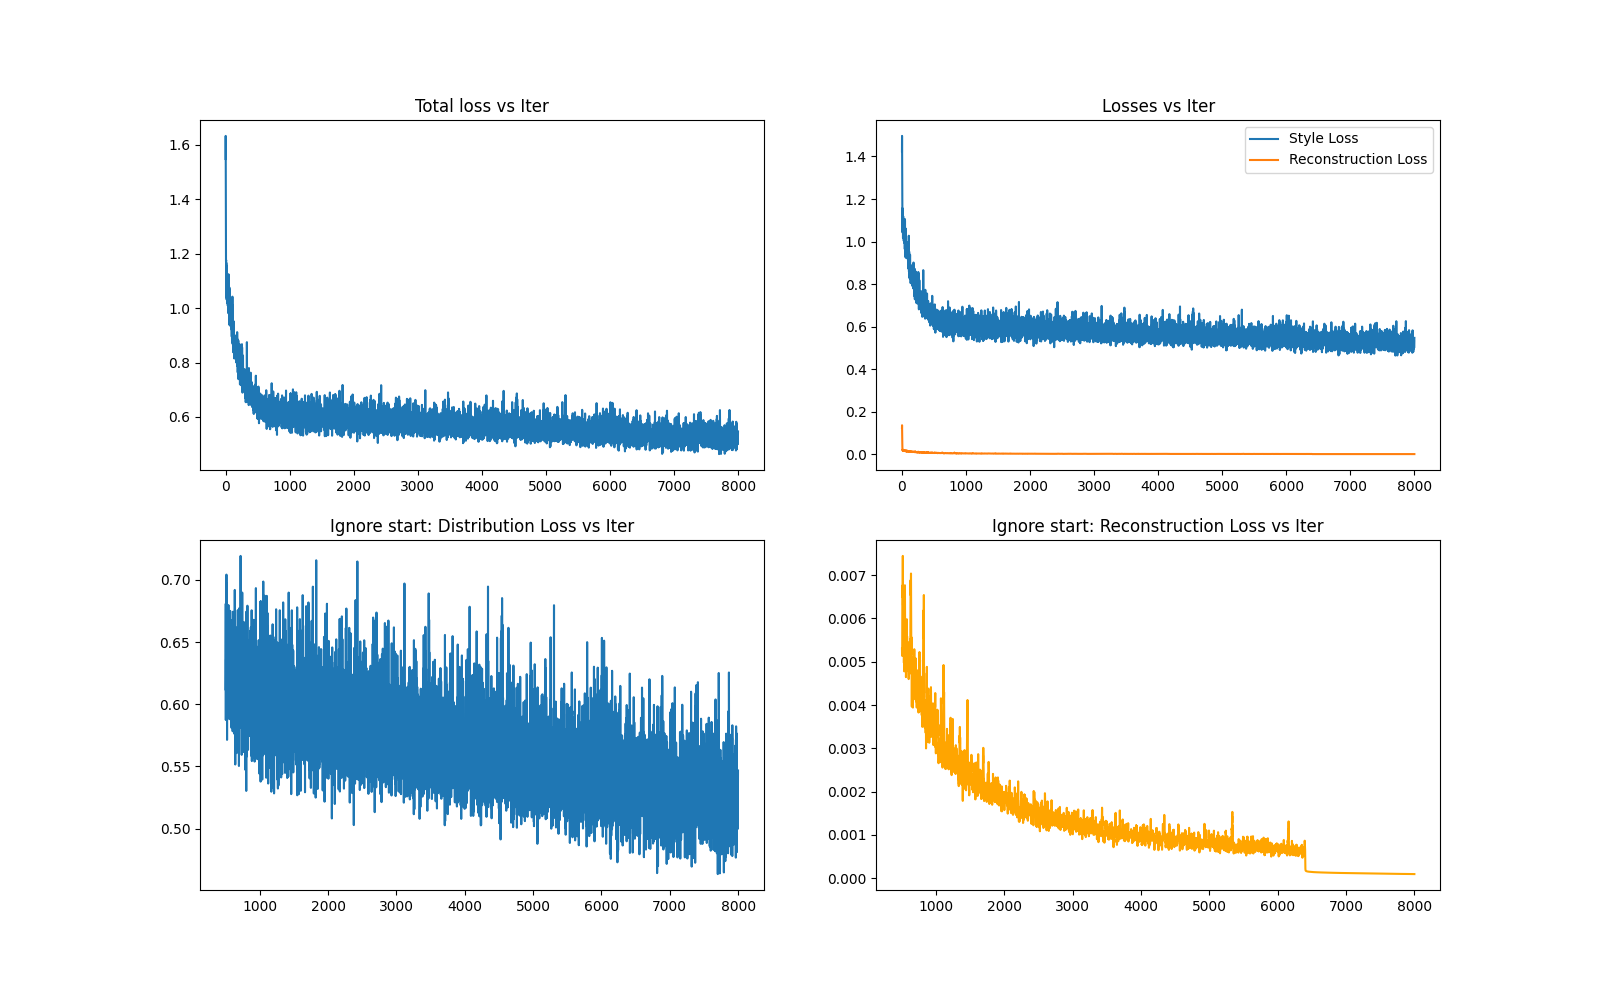 Total loss vs Iter
1.6
1.4
1.2
1.0
0.8
0.6
0 1000 2000 3000 4000 5000 6000 7000 8000
Losses vs Iter
Style Loss
Reconstruction Loss
1.4
1.2
1.0
0.8
0.6
0.4
0.2
0.0
0 1000 2000 3000 4000 5000 6000 7000 8000
Ignore start: Distribution Loss vs Iter
0.70
0.65
0.60
0.55
0.50
1000 2000 3000 4000 5000 6000 7000 8000
Ignore start: Reconstruction Loss vs Iter
0.007
0.006
0.005
0.004
0.003
0.002
0.001
0.000
1000 2000 3000 4000 5000 6000 7000 8000